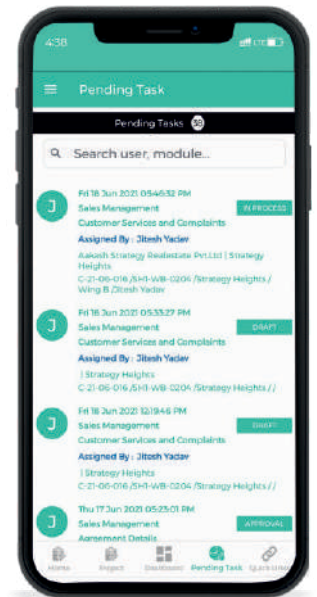 4:38
LTE
Pending Task
Pending Tasks 38
Search user, module...
J
Fri 18 Jun 2021 05:46:32 PM
Sales Management
IN PROCESS
Customer Services and Complaints
Assigned By : Jitesh Yadav
Aakash Strategy Realestate Pvt.Ltd | Strategy
Heights
C-21-06-016 /SH1-WB-0204 /Strategy Heights /
Wing B /Jitesh Yadav
J
Fri 18 Jun 2021 05:33:27 PM
Sales Management
DRAFT
Customer Services and Complaints
Assigned By : Jitesh Yadav
| Strategy Heights
C-21-06-016 /SH1-WB-0204 /Strategy Heights / /
J
Fri 18 Jun 2021 12:19:46 PM
Sales Management
DRAFT
Customer Services and Complaints
Assigned By : Jitesh Yadav
| Strategy Heights
C-21-06-016 /SH1-WB-0204 /Strategy Heights / /
J
Thu 17 Jun 2021 05:23:01 PM
Sales Management
APPROVAL
Agreement Details
Home Project Dashboard Pending Task Quick Links